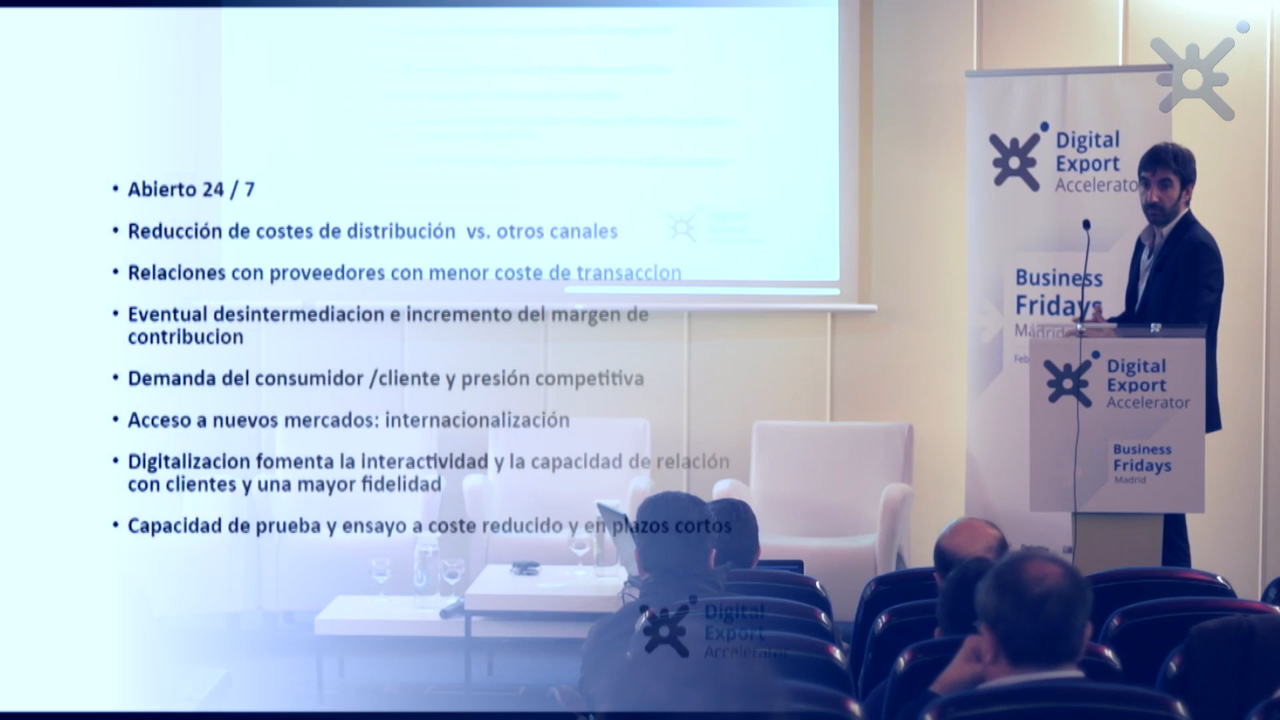 • Abierto 24 / 7
• Reducción de costes de distribución vs. otros canales
• Relaciones con proveedores con menor coste de transaccion
• Eventual desintermediacion e incremento del margen de
contribucion
• Demanda del consumidor /cliente y presión competitiva
• Acceso a nuevos mercados: internacionalización
• Digitalizacion fomenta la interactividad y la capacidad de relación
con clientes y una mayor fidelidad
• Capacidad de prueba y ensayo a coste reducido y en plazos cortos
Digital
Export
Accelerato
Business
Fridays
Madrid
Feb
Digital
Export
Accelerator
Business
Fridays
Madrid
Digital
Export
Accelerator